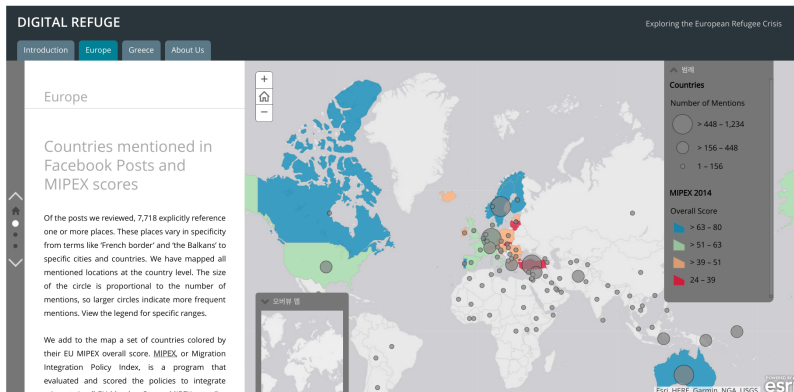 DIGITAL REFUGE
Exploring the European Refugee Crisis
Introduction
Europe
Greece
About Us
Europe
Countries mentioned in
Facebook Posts and
MIPEX scores
Of the posts we reviewed, 7,718 explicitly reference
one or more places. These places vary in specificity
from terms like 'French border' and 'the Balkans' to
specific cities and countries. We have mapped all
mentioned locations at the country level. The size
of the circle is proportional to the number of
mentions, so larger circles indicate more frequent
mentions. View the legend for specific ranges.
We add to the map a set of countries colored by
their EU MIPEX overall score. MIPEX, or Migration
Integration Policy Index, is a program that
evaluated and scored the policies to integrate
+
−
오버뷰 맵
범례
Countries
Number of Mentions
> 448 – 1,234
> 156 – 448
1 – 156
MIPEX 2014
Overall Score
> 63 – 80
> 51 – 63
> 39 – 51
24 – 39
Esri, HERE, Garmin, NGA, USGS
POWERED BY
esri